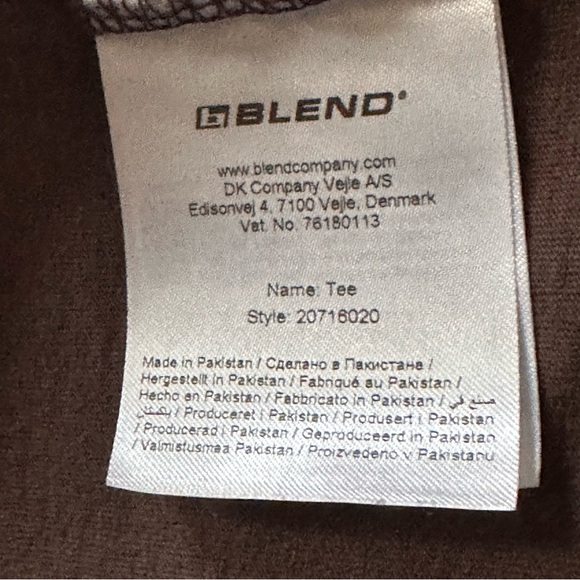 BLEND
www.blendcompany.com
DK Company Vejle A/S
Edisonvej 4, 7100 Vejle, Denmark
Vat. No. 76180113
Name: Tee
Style: 20716020
Made in Pakistan / Сделано в Пакистане /
Hergestellt in Pakistan / Fabriqué au Pakistan /
Hecho en Pakistan / Fabbricato in Pakistan / صنع في
باكستان / Produceret i Pakistan / Produsert i Pakistan
/ Producerad i Pakistan / Geproduceerd in Pakistan
/ Valmistusmaa Pakistan / Proizvedeno v Pakistanu